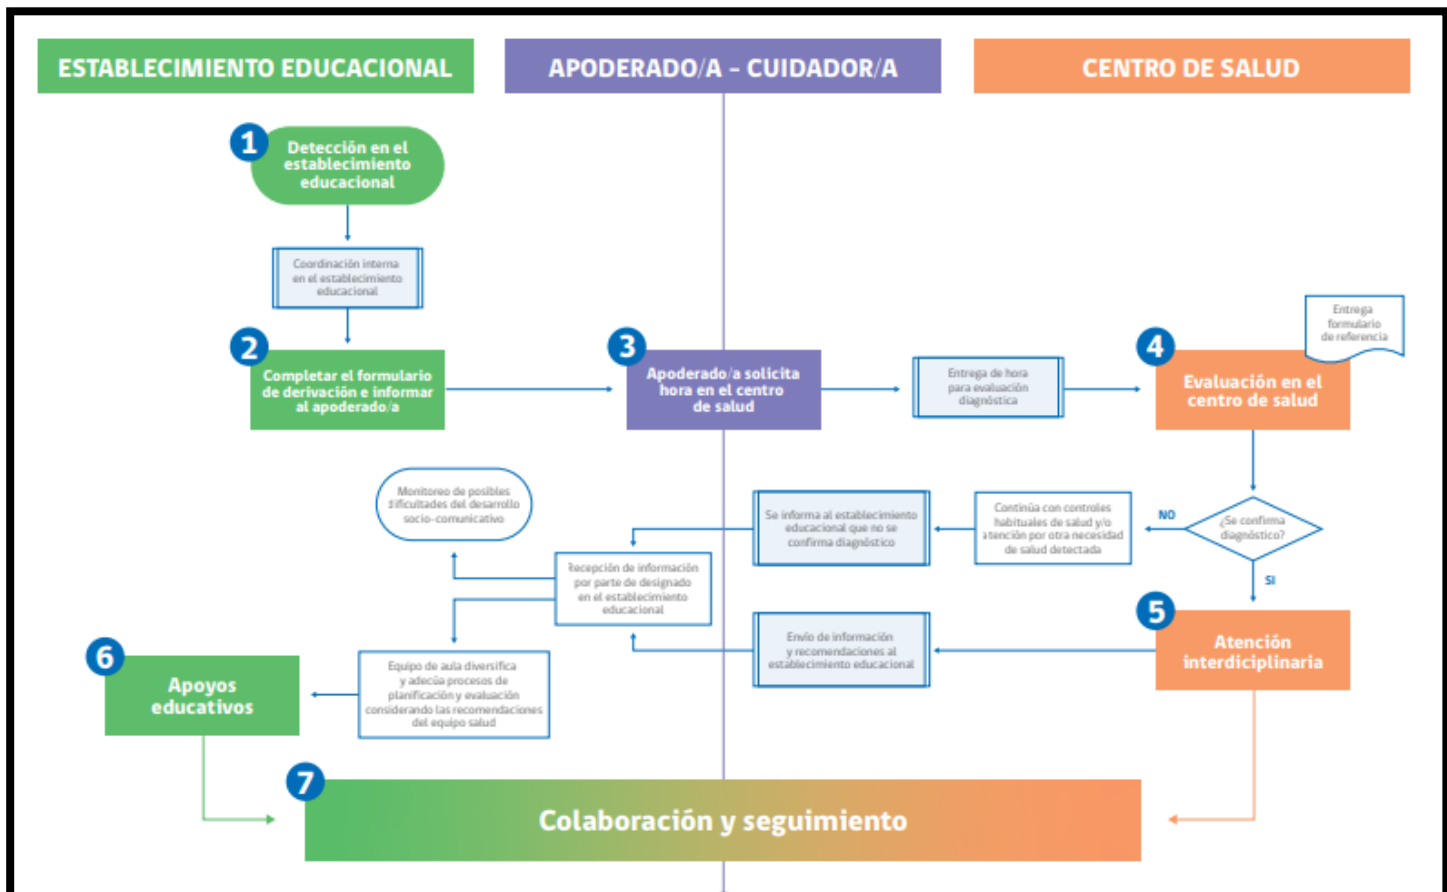 ESTABLECIMIENTO EDUCACIONAL
APODERADO/A – CUIDADOR/A
CENTRO DE SALUD
1
Detección en el
establecimiento
educacional
Coordinación interna
en el establecimiento
educacional
2
Completar el formulario
de derivación e informar
al apoderado/a
3
Apoderado/a solicita
hora en el centro
de salud
Entrega de hora
para evaluación
diagnóstica
Entrega
formulario
de referencia
4
Evaluación en el
centro de salud
¿Se confirma
diagnóstico?
NO
SI
Continúa con controles
habituales de salud y/o
atención por otra necesidad
de salud detectada
Se informa al establecimiento
educacional que no se
confirma diagnóstico
Monitoreo de posibles
dificultades del desarrollo
socio-comunicativo
Recepción de información
por parte de designado
en el establecimiento
educacional
5
Atención
interdiciplinaria
Envío de información
y recomendaciones al
establecimiento educacional
Equipo de aula diversifica
y adecúa procesos de
planificación y evaluación
considerando las recomendaciones
del equipo salud
6
Apoyos
educativos
7
Colaboración y seguimiento